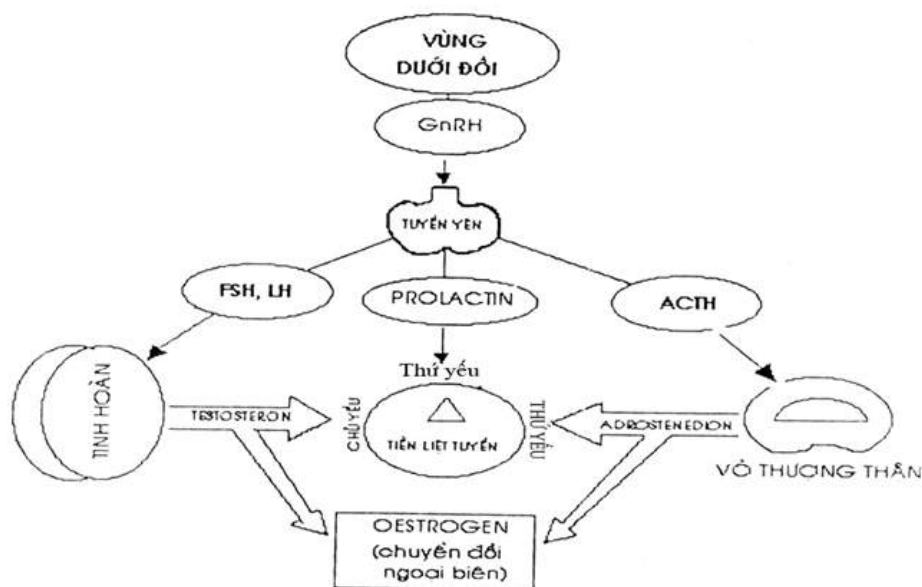 VÙNG
DƯỚI ĐỒI
GnRH
TUYẾN YÊN
FSH, LH
PROLACTIN
ACTH
TINH HOÀN
TESTOSTERON
CHỦ YẾU
Thứ yếu
TIỀN LIỆT TUYẾN
THỨ YẾU
ADROSTENEDION
VỎ THƯỢNG THẬN
OESTROGEN
(chuyển đổi
ngoại biên)